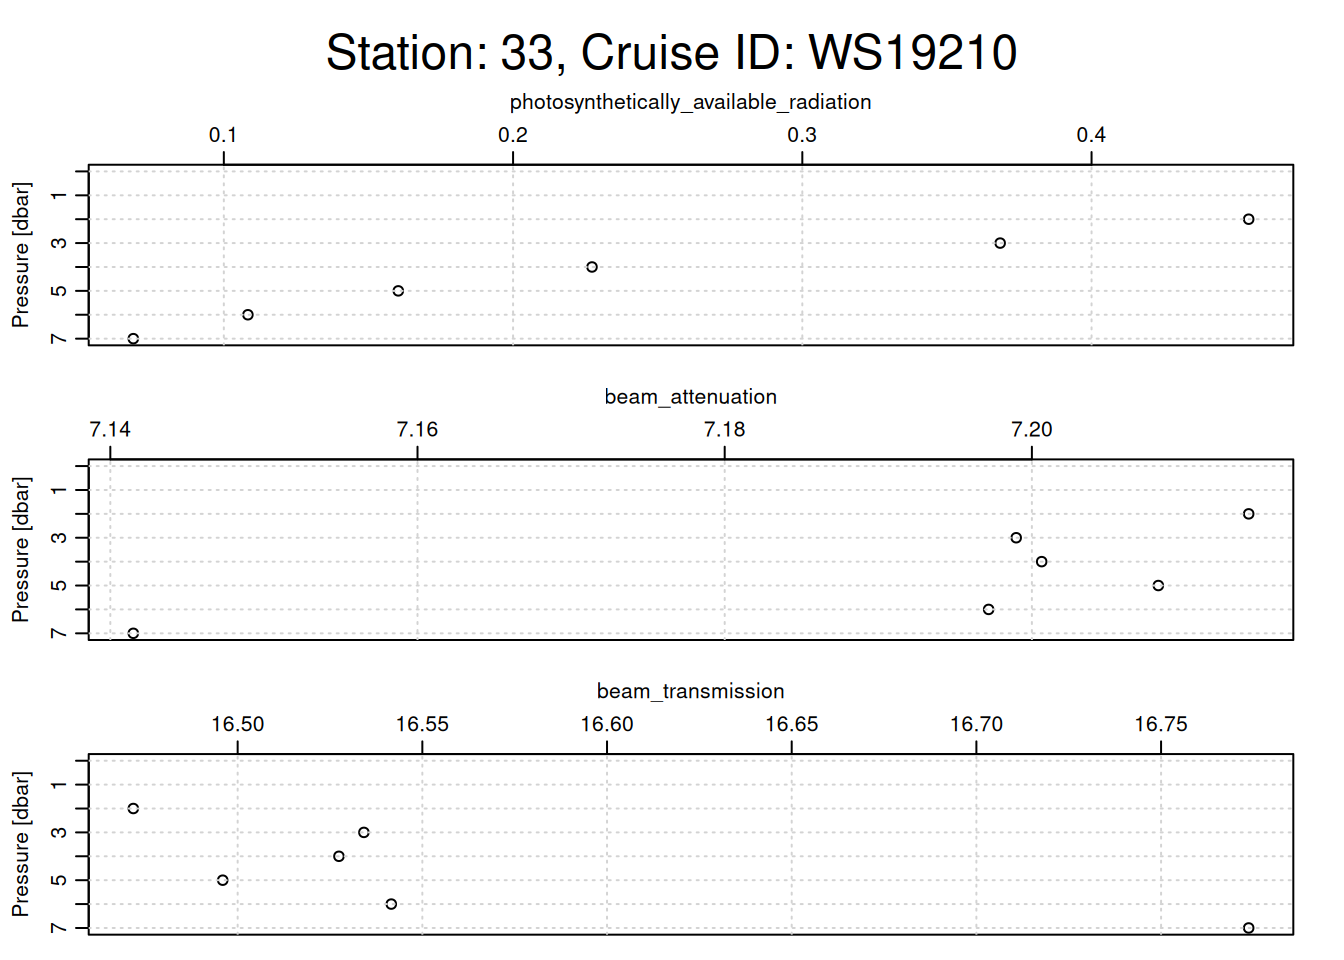 Station: 33, Cruise ID: WS19210
photosynthetically_available_radiation
0.1 0.2 0.3 0.4
Pressure [dbar]
1
3
5
7
beam_attenuation
7.14 7.16 7.18 7.20
Pressure [dbar]
1
3
5
7
beam_transmission
16.50 16.55 16.60 16.65 16.70 16.75
Pressure [dbar]
1
3
5
7